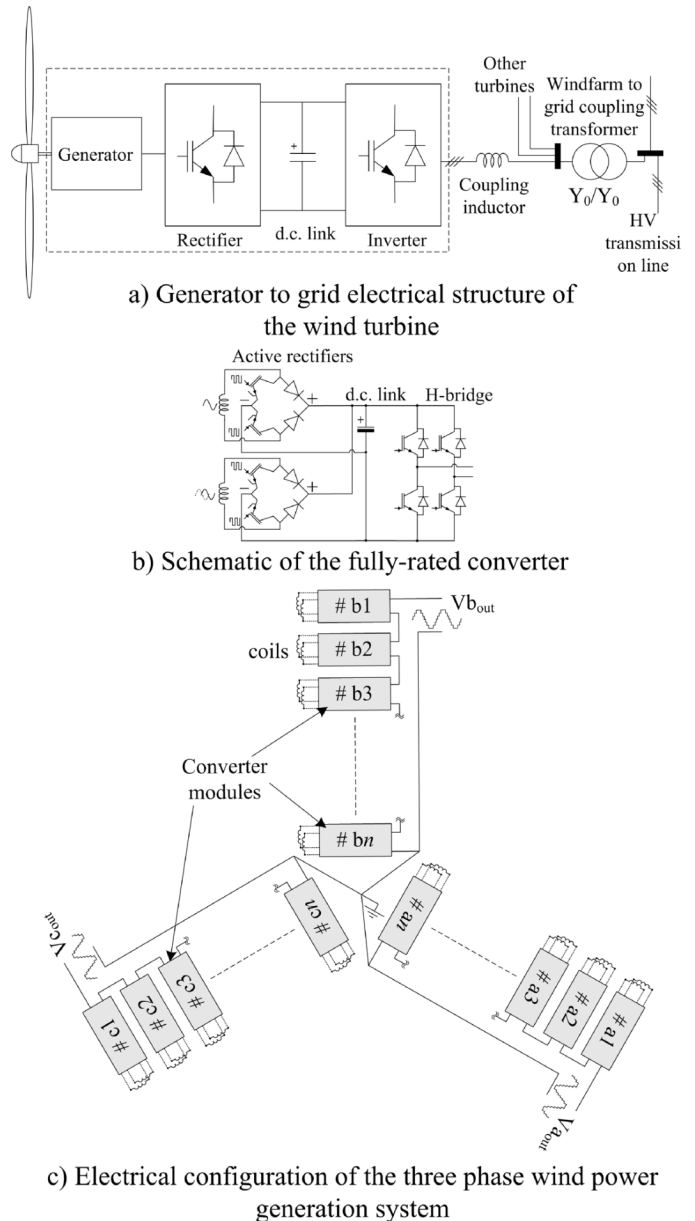 Other
turbines
Windfarm to
grid coupling
transformer
Generator
+
Coupling
inductor
Y0/Y0
Rectifier
d.c. link
Inverter
HV
transmissi
on line
a) Generator to grid electrical structure of
the wind turbine
Active rectifiers
d.c. link
H-bridge
+
−
+
+
−
b) Schematic of the fully-rated converter
# b1
Vbout
coils
# b2
# b3
Converter
modules
# bn
# cn
# an
Vcout
# c3
# c2
# c1
# a3
# a2
# a1
Vaout
c) Electrical configuration of the three phase wind power
generation system